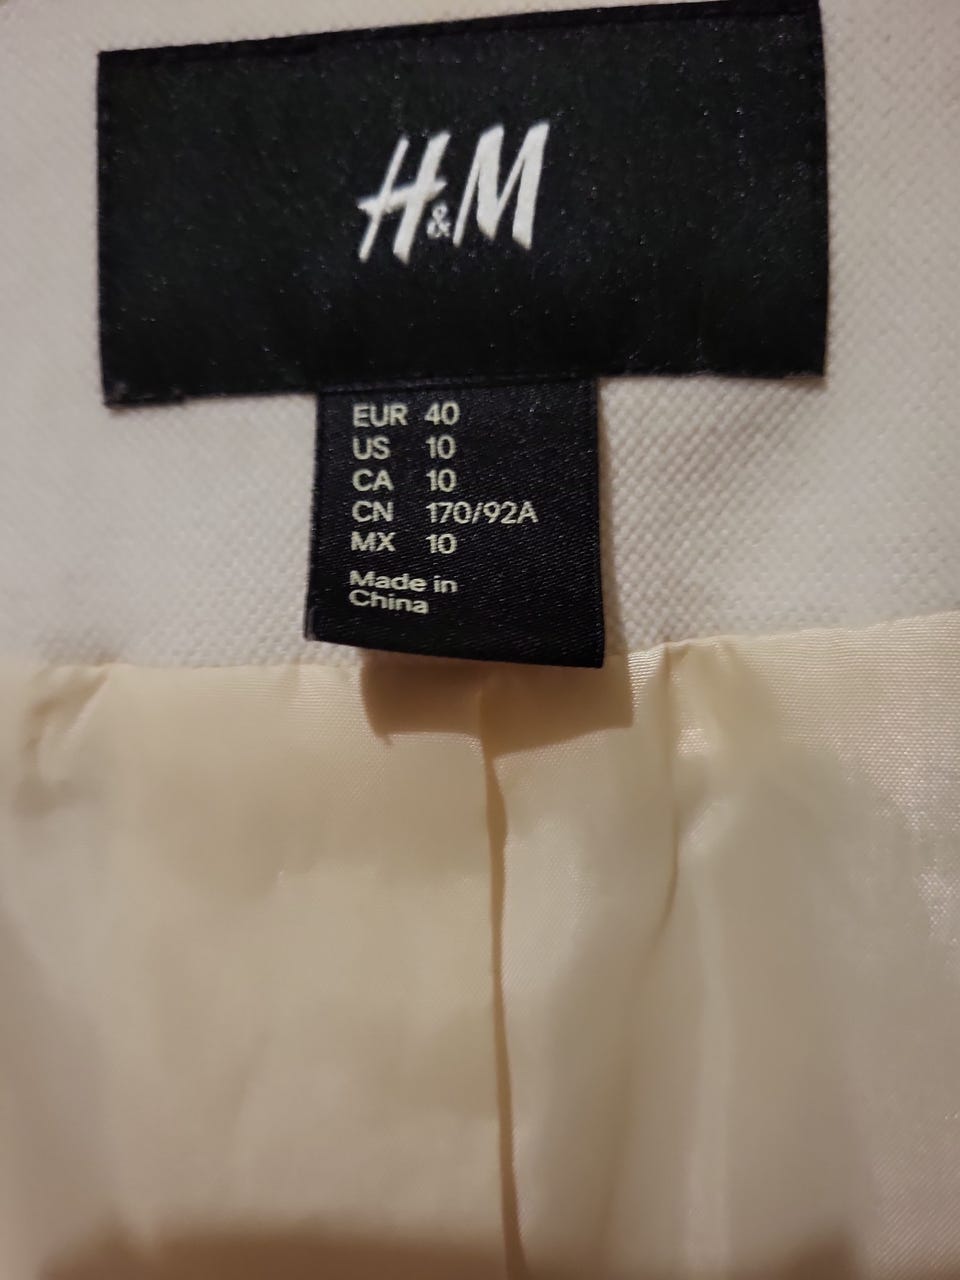 H&M
EUR 40
US 10
CA 10
CN 170/92A
MX 10
Made in
China